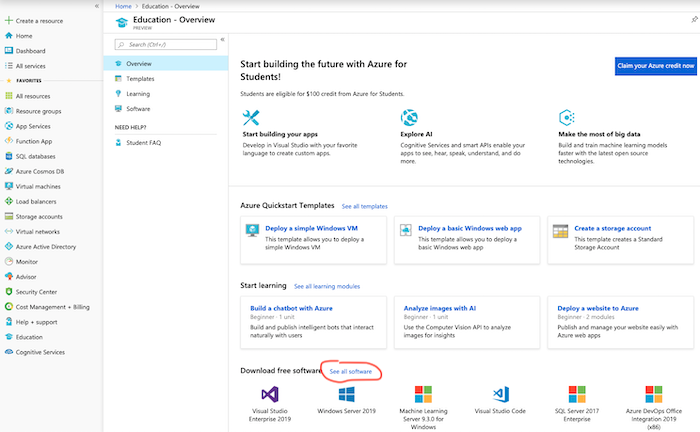 Home > Education - Overview
Education - Overview
PREVIEW
Create a resource
Home
Dashboard
All services
FAVORITES
All resources
Resource groups
App Services
Function App
SQL databases
Azure Cosmos DB
Virtual machines
Load balancers
Storage accounts
Virtual networks
Azure Active Directory
Monitor
Advisor
Security Center
Cost Management + Billing
Help + support
Education
Cognitive Services
Search (Ctrl+/)
Overview
Templates
Learning
Software
NEED HELP?
Student FAQ
Start building the future with Azure for
Students!
Students are eligible for $100 credit from Azure for Students.
Claim your Azure credit now
Start building your apps
Develop in Visual Studio with your favorite
language to create custom apps.
Explore AI
Cognitive Services and smart APIs enable your
apps to see, hear, speak, understand, and do
more.
Make the most of big data
Build and train machine learning models
faster with the latest open source
technologies.
Azure Quickstart Templates See all templates
Deploy a simple Windows VM
This template allows you to deploy a
simple Windows VM
Deploy a basic Windows web app
This template allows you to deploy a
basic Windows web app
Create a storage account
This template creates a Standard
Storage Account
Start learning See all learning modules
Build a chatbot with Azure
Beginner · 1 unit
Build and publish intelligent bots that interact
naturally with users
Analyze images with AI
Beginner · 1 unit
Use the Computer Vision API to analyze
images for insights
Deploy a website to Azure
Beginner · 2 modules
Publish and manage your website easily with
Azure web apps
Download free software See all software
Visual Studio
Enterprise 2019
Windows Server 2019
Machine Learning
Server 9.3.0 for
Windows
Visual Studio Code
SQL Server 2017
Enterprise
Azure DevOps Office
Integration 2019
(x86)